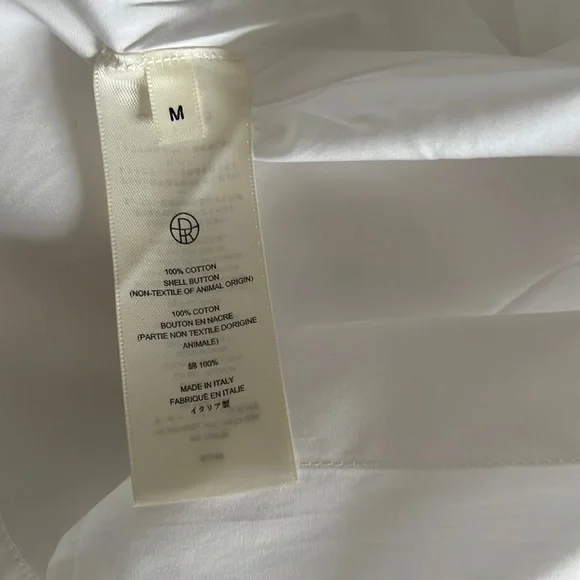 M
100% COTTON
SHELL BUTTON
(NON-TEXTILE OF ANIMAL ORIGIN)
100% COTON
BOUTON EN NACRE
(PARTIE NON TEXTILE DORIGINE
ANIMALE)
綿 100%
MADE IN ITALY
FABRIQUÉ EN ITALIE
イタリア製